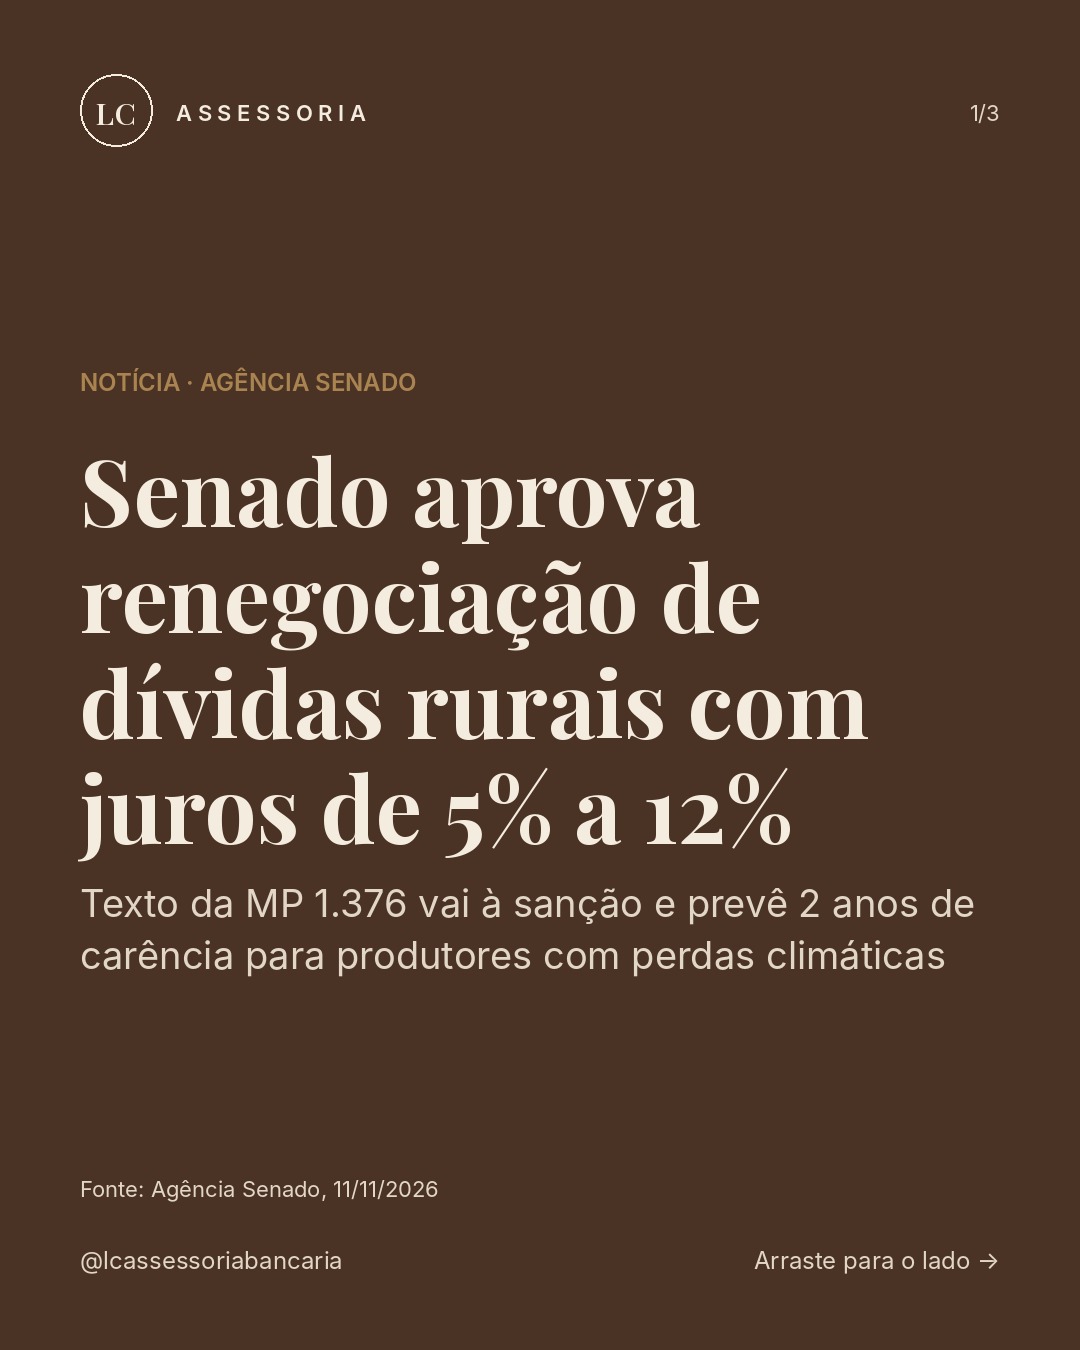 LC ASSESSORIA
1/3
NOTÍCIA · AGÊNCIA SENADO
Senado aprova
renegociação de
dívidas rurais com
juros de 5% a 12%
Texto da MP 1.376 vai à sanção e prevê 2 anos de
carência para produtores com perdas climáticas
Fonte: Agência Senado, 11/11/2026
@lcassessoriabancaria
Arraste para o lado →